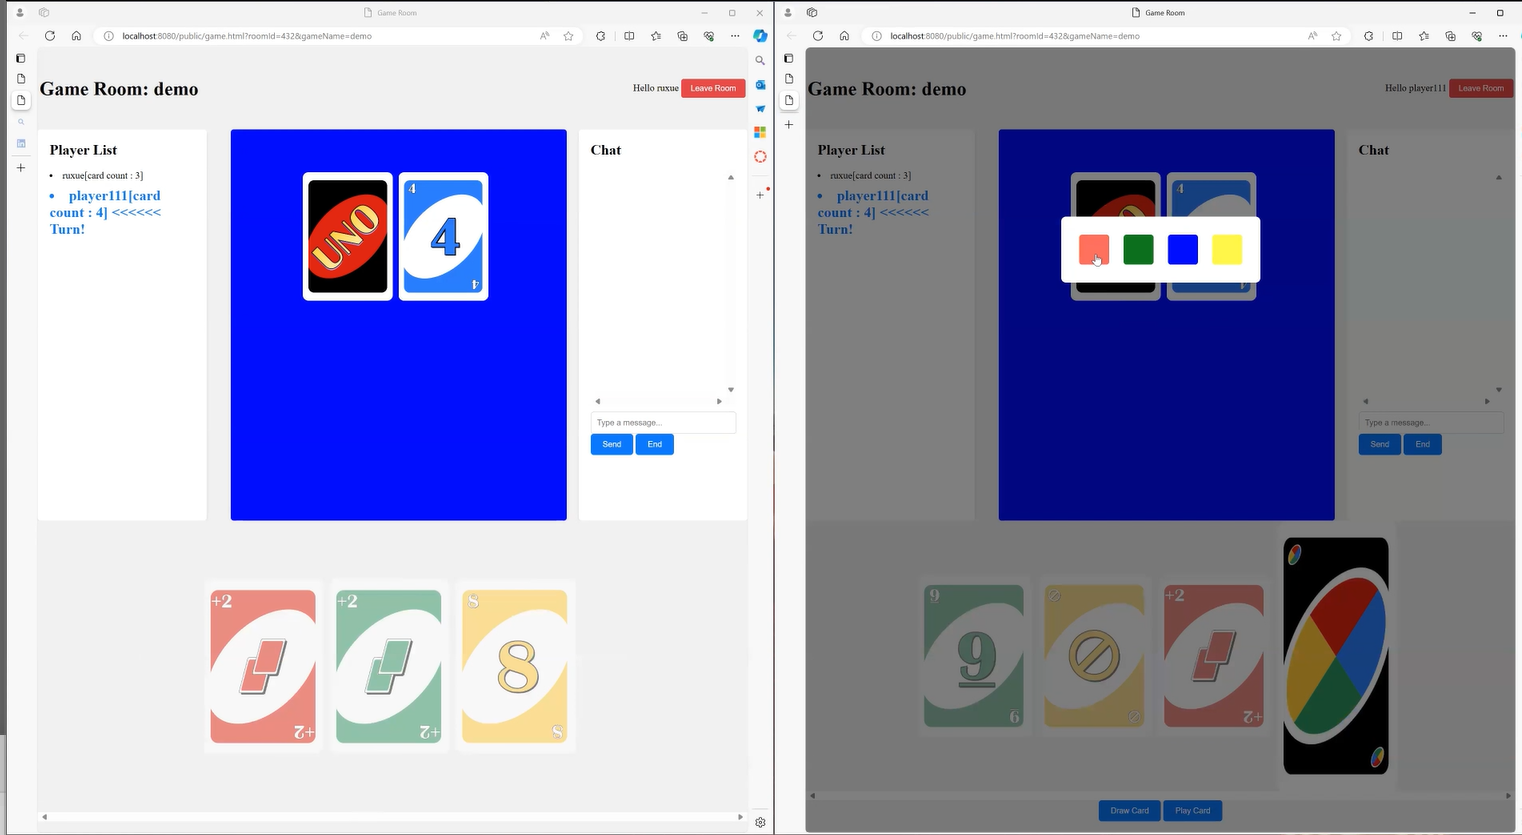 Game Room
localhost:8080/public/game.html?roomId=432&gameName=demo
Game Room: demo
Hello ruxue
Leave Room
Player List
ruxue[card count : 3]
player111[card
count : 4] <<<<<<
Turn!
UNO
4
4
4
Chat
Type a message...
Send
End
+2
+2
+2
+2
8
8
8
Game Room
localhost:8080/public/game.html?roomId=432&gameName=demo
Game Room: demo
Hello player111
Leave Room
Player List
ruxue[card count : 3]
player111[card
count : 4] <<<<<<
Turn!
4
Chat
Type a message...
Send
End
9
9
9
+2
+2
Draw Card
Play Card